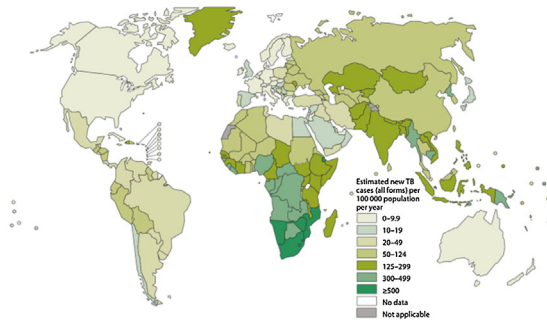 Estimated new TB
cases (all forms) per
100 000 population
per year
0–9.9
10–19
20–49
50–124
125–299
300–499
≥500
No data
Not applicable